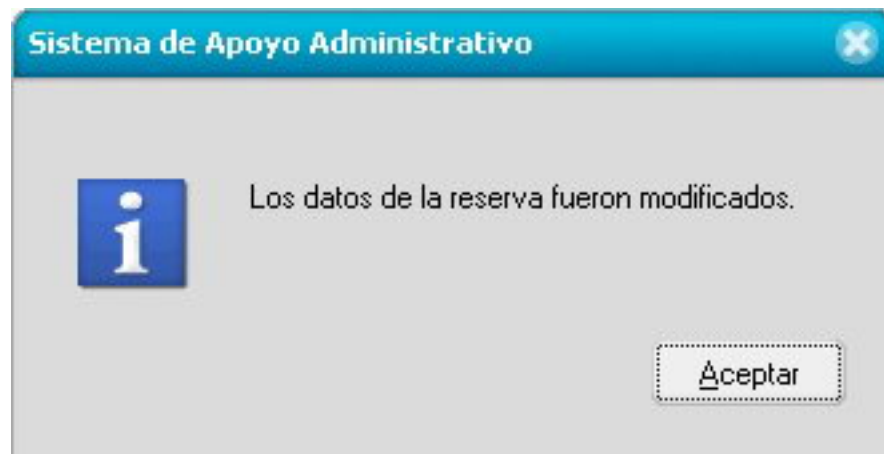 Sistema de Apoyo Administrativo
Los datos de la reserva fueron modificados.
Aceptar